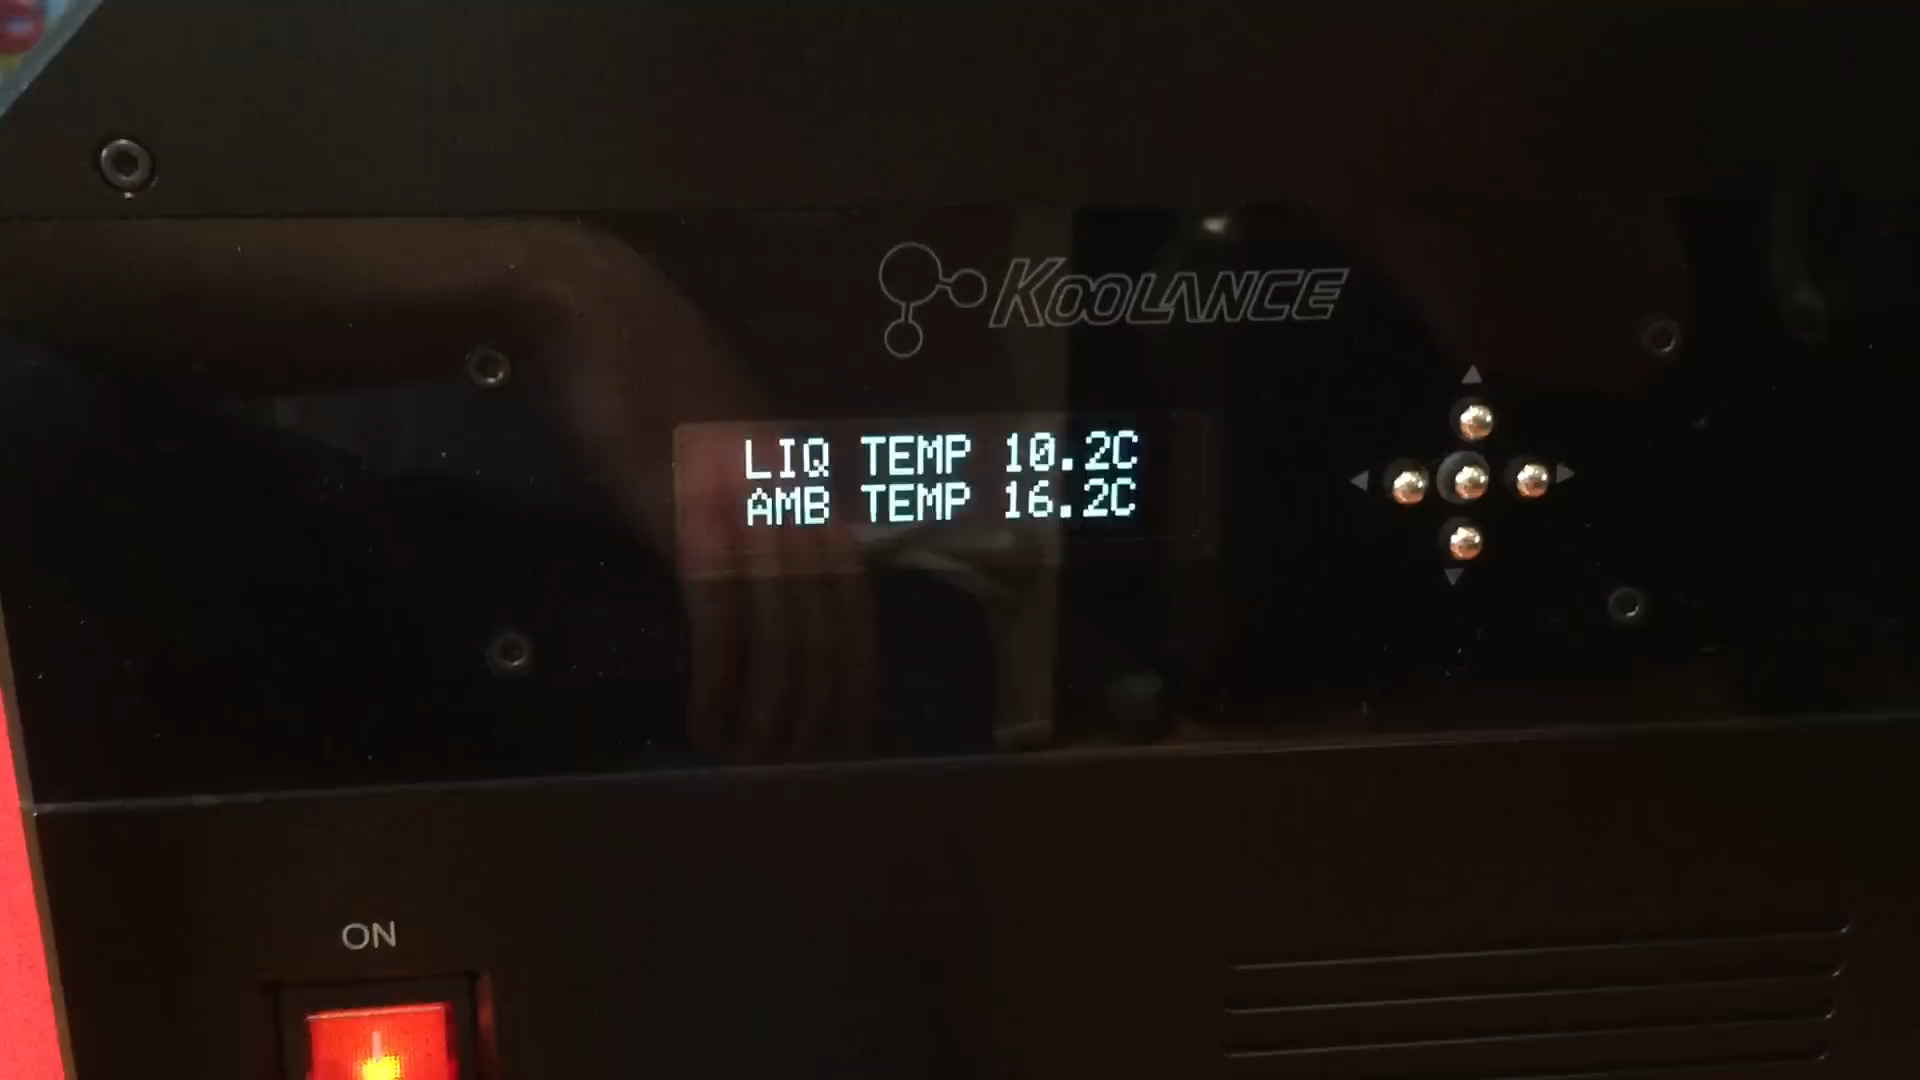 KOOLANCE
LIQ TEMP 10.2C
AMB TEMP 16.2C
ON